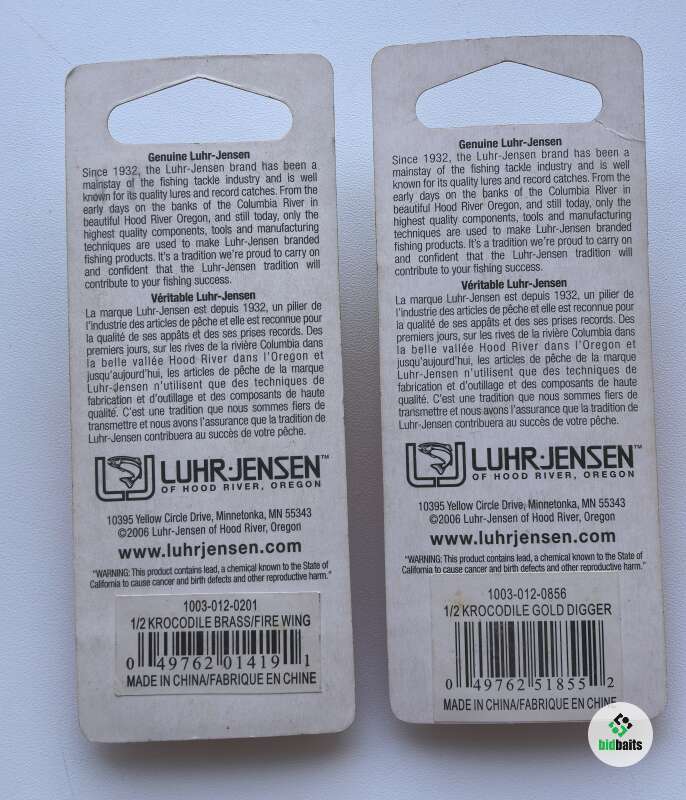 Genuine Luhr-Jensen
Since 1932, the Luhr-Jensen brand has been a
mainstay of the fishing tackle industry and is well
known for its quality lures and record catches. From the
early days on the banks of the Columbia River in
beautiful Hood River Oregon, and still today, only the
highest quality components, tools and manufacturing
techniques are used to make Luhr-Jensen branded
fishing products. It's a tradition we're proud to carry on
and confident that the Luhr-Jensen tradition will
contribute to your fishing success.
Véritable Luhr-Jensen
La marque Luhr-Jensen est depuis 1932, un pilier de
l'industrie des articles de pêche et elle est reconnue pour
la qualité de ses appâts et des ses prises records. Des
premiers jours, sur les rives de la rivière Columbia dans
la belle vallée Hood River dans l'Oregon et
jusqu'aujourd'hui, les articles de pêche de la marque
Luhr-Jensen n'utilisent que des techniques de
fabrication et d'outillage et des composants de haute
qualité. C'est une tradition que nous sommes fiers de
transmettre et nous avons l'assurance que la tradition de
Luhr-Jensen contribuera au succès de votre pêche.
LUHR·JENSEN™
OF HOOD RIVER, OREGON
10395 Yellow Circle Drive, Minnetonka, MN 55343
©2006 Luhr-Jensen of Hood River, Oregon
www.luhrjensen.com
"WARNING: This product contains lead, a chemical known to the State of
California to cause cancer and birth defects and other reproductive harm."
1003-012-0201
1/2 KROCODILE BRASS/FIRE WING
0 49762 01419 1
MADE IN CHINA/FABRIQUE EN CHINE
Genuine Luhr-Jensen
Since 1932, the Luhr-Jensen brand has been a
mainstay of the fishing tackle industry and is well
known for its quality lures and record catches. From the
early days on the banks of the Columbia River in
beautiful Hood River Oregon, and still today, only the
highest quality components, tools and manufacturing
techniques are used to make Luhr-Jensen branded
fishing products. It's a tradition we're proud to carry on
and confident that the Luhr-Jensen tradition will
contribute to your fishing success.
Véritable Luhr-Jensen
La marque Luhr-Jensen est depuis 1932, un pilier de
l'industrie des articles de pêche et elle est reconnue pour
la qualité de ses appâts et des ses prises records. Des
premiers jours, sur les rives de la rivière Columbia dans
la belle vallée Hood River dans l'Oregon et
jusqu'aujourd'hui, les articles de pêche de la marque
Luhr-Jensen n'utilisent que des techniques de
fabrication et d'outillage et des composants de haute
qualité. C'est une tradition que nous sommes fiers de
transmettre et nous avons l'assurance que la tradition de
Luhr-Jensen contribuera au succès de votre pêche.
LUHR·JENSEN™
OF HOOD RIVER, OREGON
10395 Yellow Circle Drive, Minnetonka, MN 55343
©2006 Luhr-Jensen of Hood River, Oregon
www.luhrjensen.com
"WARNING: This product contains lead, a chemical known to the State of
California to cause cancer and birth defects and other reproductive harm."
1003-012-0856
1/2 KROCODILE GOLD DIGGER
0 49762 51855 2
MADE IN CHINA/FABRIQUE EN CHINE
bidbaits